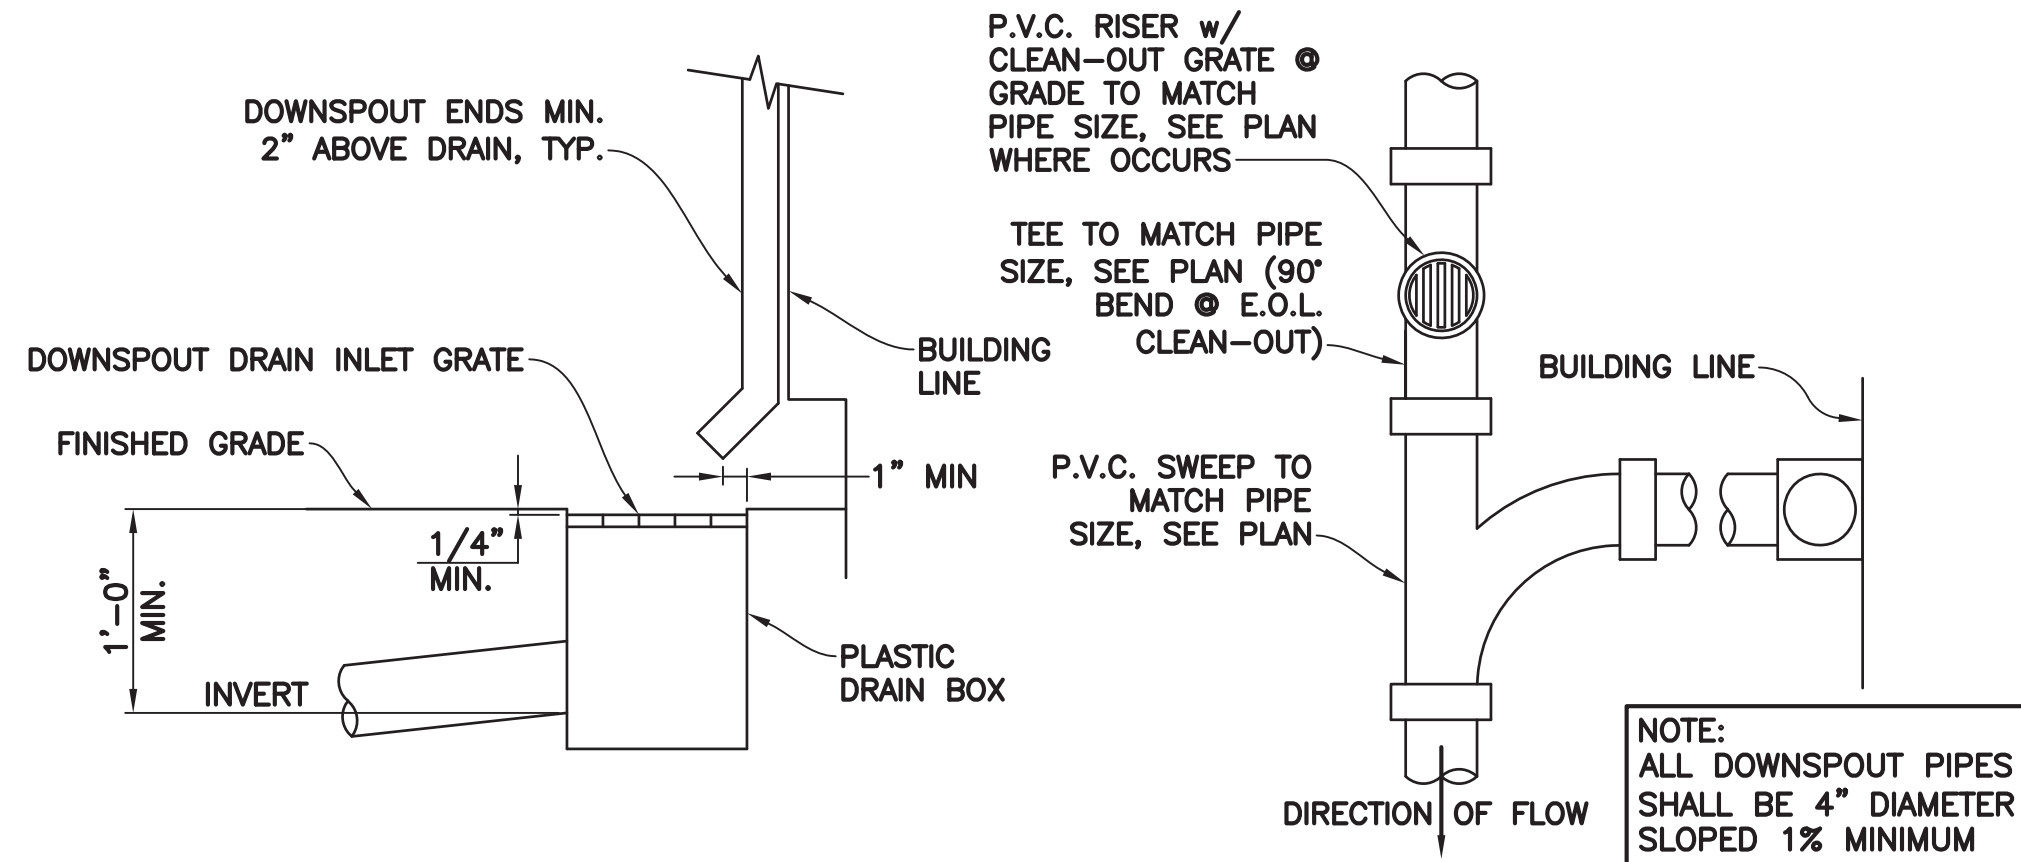 DOWNSPOUT ENDS MIN.
2" ABOVE DRAIN, TYP.
DOWNSPOUT DRAIN INLET GRATE
FINISHED GRADE
BUILDING
LINE
1" MIN
1/4"
MIN.
1'-0"
MIN.
INVERT
PLASTIC
DRAIN BOX
P.V.C. RISER w/
CLEAN-OUT GRATE @
GRADE TO MATCH
PIPE SIZE, SEE PLAN
WHERE OCCURS
TEE TO MATCH PIPE
SIZE, SEE PLAN (90°
BEND @ E.O.L.
CLEAN-OUT)
BUILDING LINE
P.V.C. SWEEP TO
MATCH PIPE
SIZE, SEE PLAN
DIRECTION OF FLOW
NOTE:
ALL DOWNSPOUT PIPES
SHALL BE 4" DIAMETER
SLOPED 1% MINIMUM